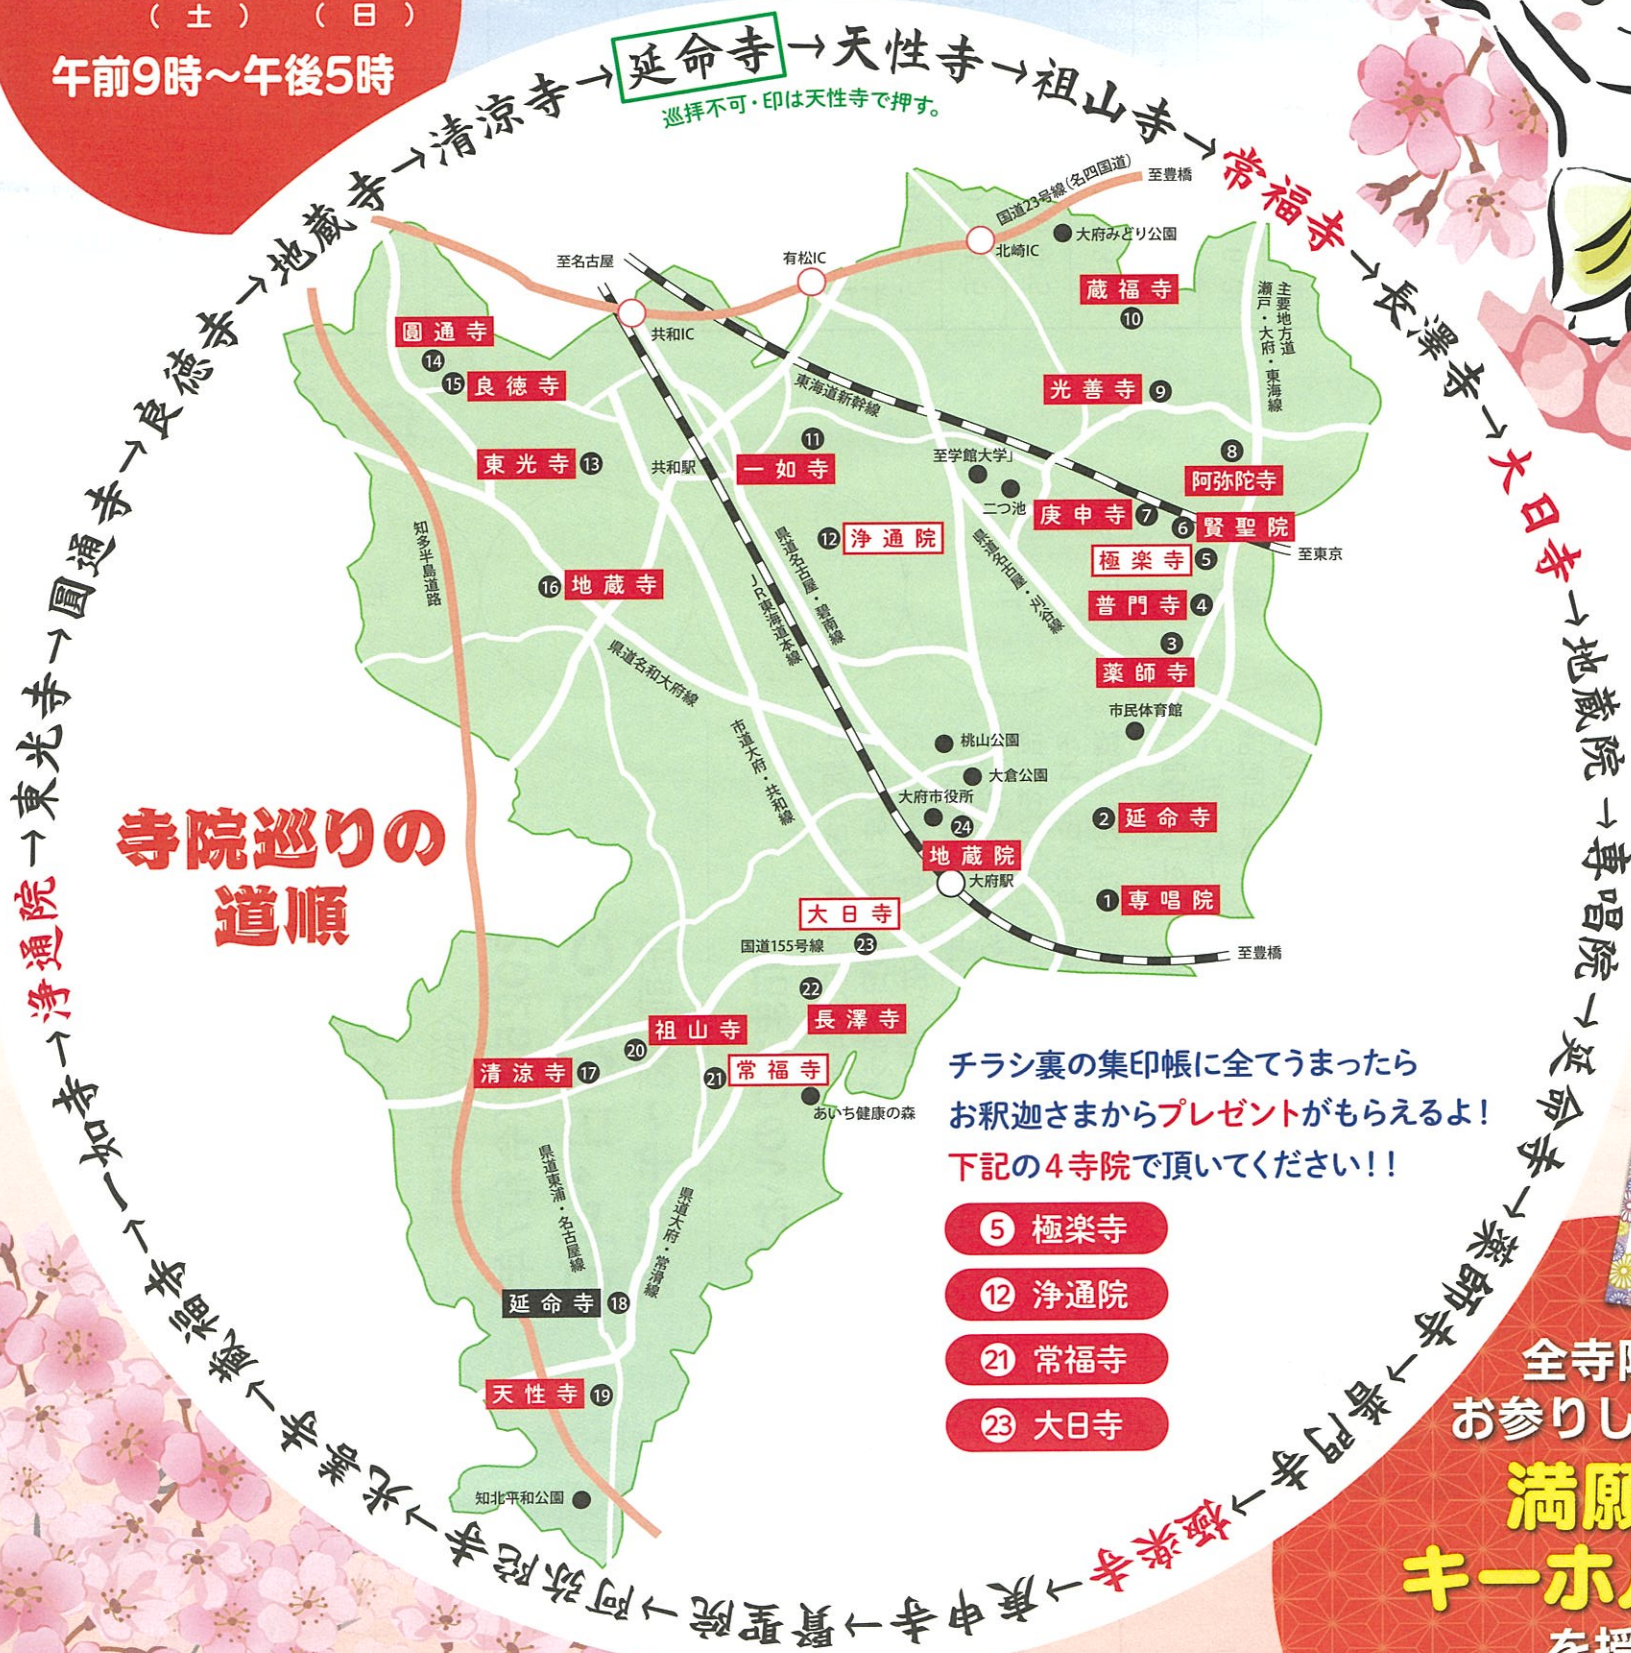 （土）（日）
午前9時～午後5時
延命寺→天性寺→祖山寺→常福寺→長澤寺→大日寺→地蔵院→専唱院→延命寺→薬師寺→普門寺→極楽寺→庚申寺→賢聖院→阿弥陀寺→光善寺→蔵福寺→一如寺→浄通院→東光寺→圓通寺→良徳寺→地蔵寺→清涼寺→
巡拝不可・印は天性寺で押す。
国道23号線（名四国道）
至豊橋
大府みどり公園
北崎IC
有松IC
至名古屋
共和IC
蔵福寺
10
主要地方道
瀬戸・大府・東海線
圓通寺
14
15 良徳寺
東海道新幹線
光善寺 9
11
一如寺
共和駅
東光寺 13
至学館大学」
二つ池
8
阿弥陀寺
庚申寺 7
6 賢聖院
至東京
12 浄通院
極楽寺 5
普門寺 4
3
薬師寺
知多半島道路
県道名古屋・碧南線
県道名古屋・刈谷線
16 地蔵寺
JR東海道本線
県道名和大府線
市民体育館
市道大府・共和線
桃山公園
大倉公園
大府市役所
24
地蔵院
大府駅
2 延命寺
1 専唱院
寺院巡りの
道順
大日寺
国道155号線 23
至豊橋
22
長澤寺
祖山寺
20
清涼寺 17
21 常福寺
あいち健康の森
県道東浦・名古屋線
県道大府・常滑線
延命寺 18
天性寺 19
知北平和公園
チラシ裏の集印帳に全てうまったら
お釈迦さまからプレゼントがもらえるよ！
下記の4寺院で頂いてください！！
5 極楽寺
12 浄通院
21 常福寺
23 大日寺
全寺
お参りし
満願
キーホ